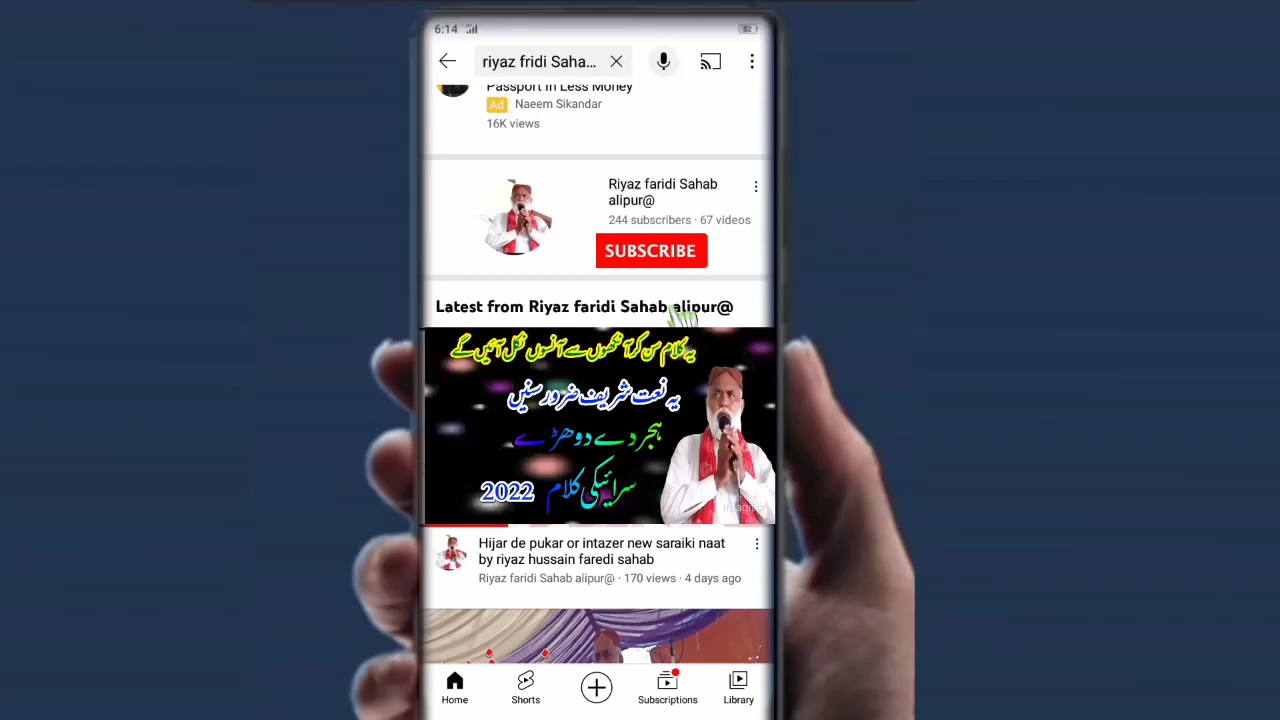 6:14
52
riyaz fridi Saha...
Passport In Less Money
Ad Naeem Sikandar
16K views
Riyaz faridi Sahab
alipur@
244 subscribers · 67 videos
SUBSCRIBE
Latest from Riyaz faridi Sahab alipur@
یہ کلام سن کر آنکھوں سے آنسوں نکل آئیں گے
یہ نعت شریف ضرور سنیں
ہجر دے دوھڑے
سرائیکی کلام 2022
Hijar de pukar or intazer new saraiki naat
by riyaz hussain faredi sahab
Riyaz faridi Sahab alipur@ · 170 views · 4 days ago
Home
Shorts
Subscriptions
Library